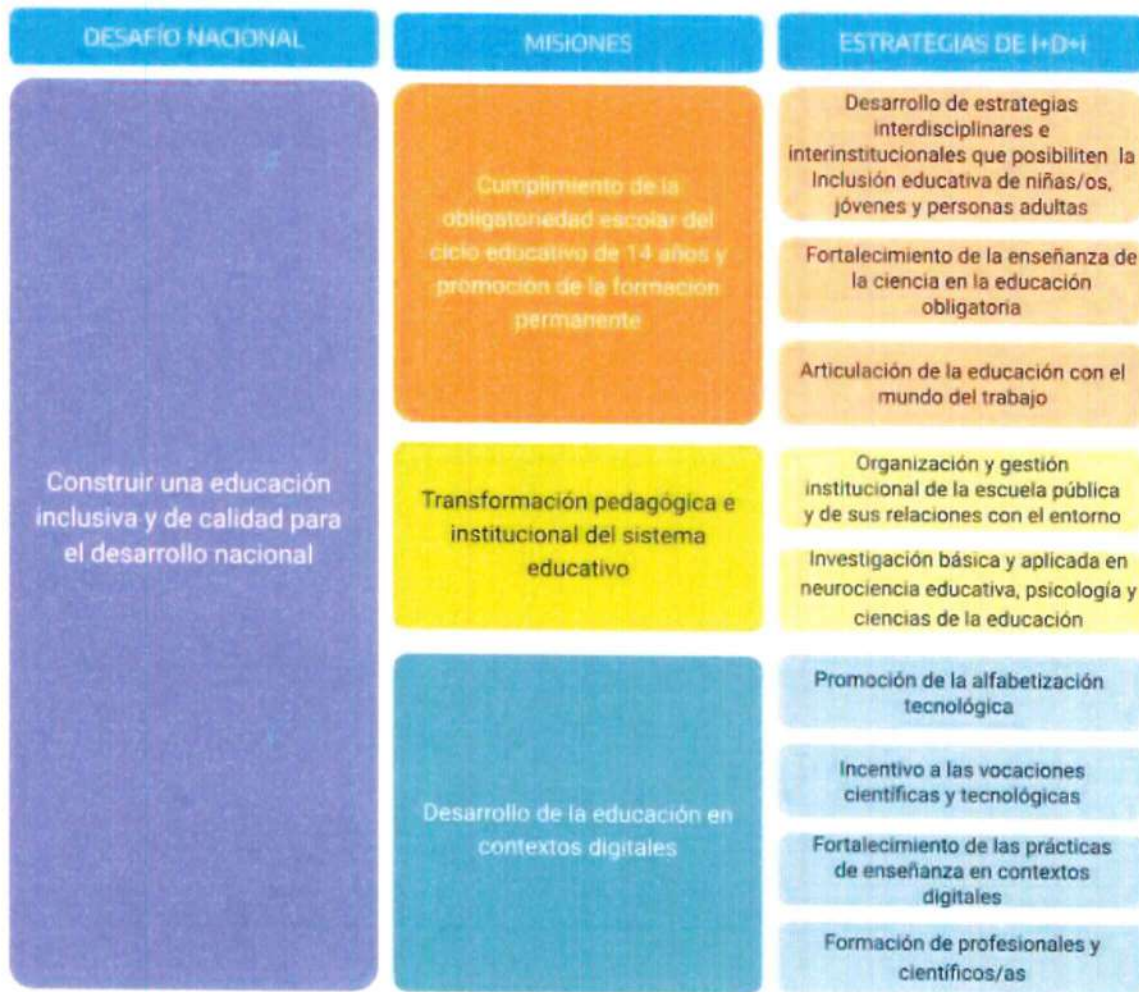 DESAFÍO NACIONAL
MISIONES
ESTRATEGIAS DE I+D+i
Construir una educación
inclusiva y de calidad para
el desarrollo nacional
Cumplimiento de la
obligatoriedad escolar del
ciclo educativo de 14 años y
promoción de la formación
permanente
Desarrollo de estrategias
interdisciplinares e
interinstitucionales que posibiliten la
Inclusión educativa de niñas/os,
jóvenes y personas adultas
Fortalecimiento de la enseñanza de
la ciencia en la educación
obligatoria
Articulación de la educación con el
mundo del trabajo
Transformación pedagógica e
institucional del sistema
educativo
Organización y gestión
institucional de la escuela pública
y de sus relaciones con el entorno
Investigación básica y aplicada en
neurociencia educativa, psicología y
ciencias de la educación
Desarrollo de la educación en
contextos digitales
Promoción de la alfabetización
tecnológica
Incentivo a las vocaciones
científicas y tecnológicas
Fortalecimiento de las prácticas
de enseñanza en contextos
digitales
Formación de profesionales y
científicos/as